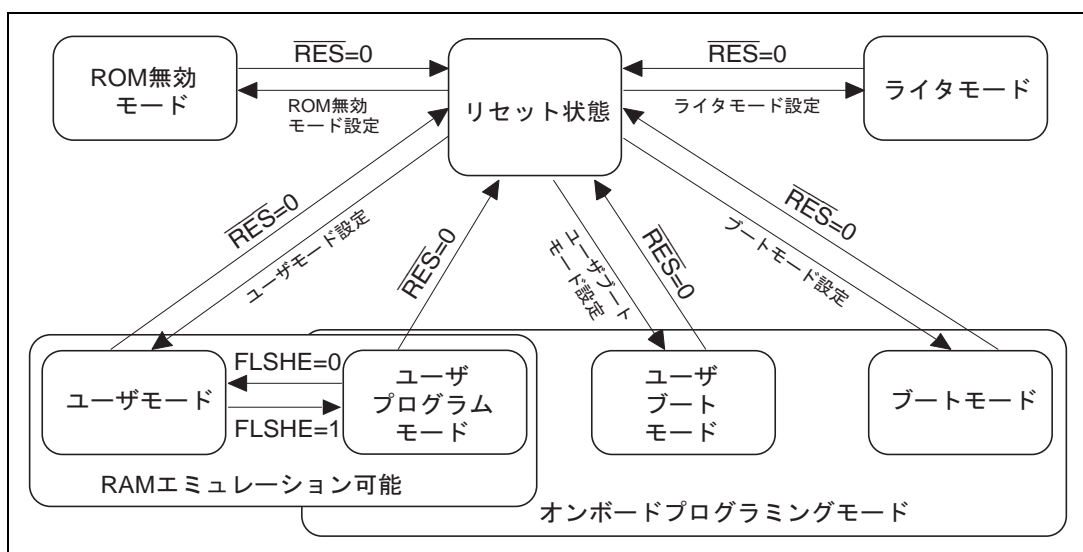 ROM無効
モード
RES=0
ROM無効
モード設定
リセット状態
RES=0
ライタモード設定
ライタモード
RES=0
ユーザモード設定
RES=0
ユーザブート
モード設定
RES=0
ブートモード設定
RES=0
ユーザモード
FLSHE=0
FLSHE=1
ユーザ
プログラム
モード
ユーザ
ブート
モード
ブートモード
RAMエミュレーション可能
オンボードプログラミングモード